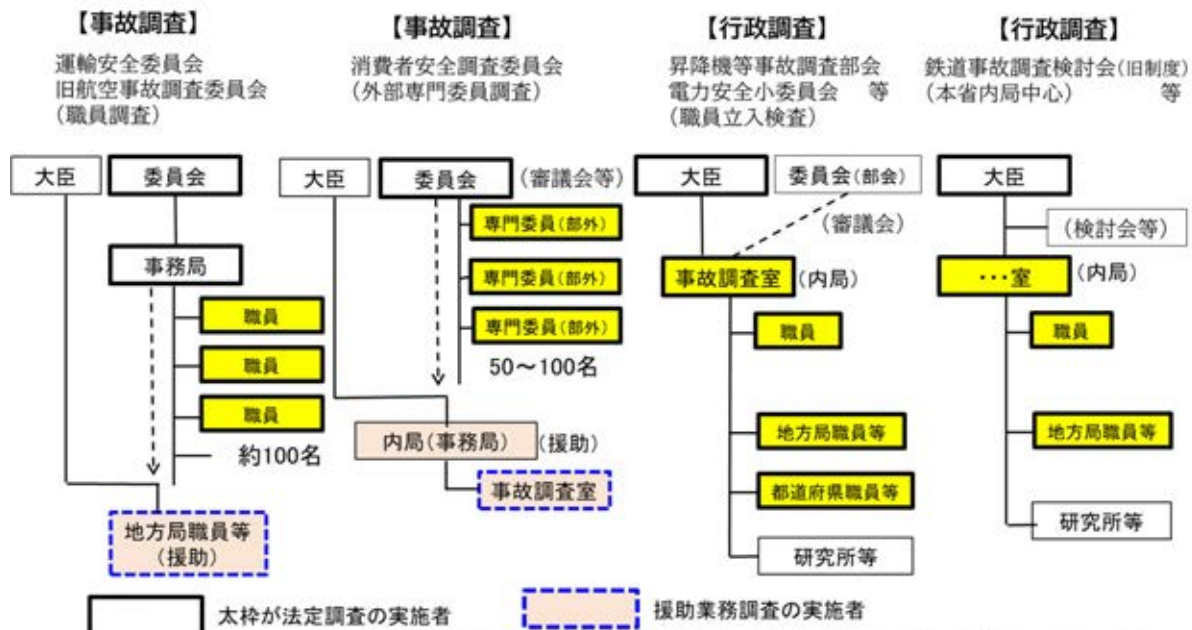 【事故調査】
運輸安全委員会
旧航空事故調査委員会
(職員調査)
大臣
委員会
事務局
職員
職員
職員
約100名
地方局職員等
(援助)
【事故調査】
消費者安全調査委員会
(外部専門委員調査)
大臣
委員会
(審議会等)
専門委員(部外)
専門委員(部外)
専門委員(部外)
50～100名
内局(事務局)
(援助)
事故調査室
【行政調査】
昇降機等事故調査部会
電力安全小委員会 等
(職員立入検査)
大臣
委員会(部会)
(審議会)
事故調査室
(内局)
職員
地方局職員等
都道府県職員等
研究所等
【行政調査】
鉄道事故調査検討会(旧制度)
(本省内局中心) 等
大臣
(検討会等)
･･･室
(内局)
職員
地方局職員等
研究所等
太枠が法定調査の実施者
援助業務調査の実施者